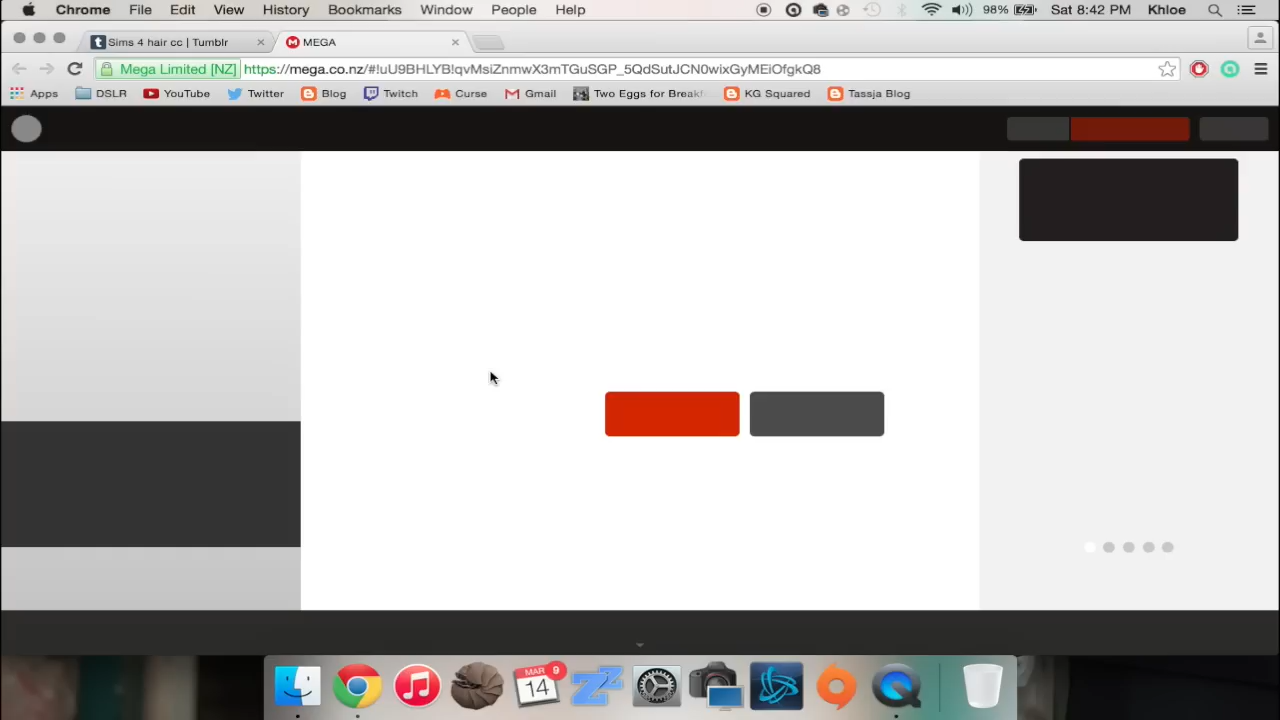 Chrome File Edit View History Bookmarks Window People Help 98% Sat 8:42 PM Khloe
Sims 4 hair cc | Tumblr MEGA
Mega Limited [NZ] https://mega.co.nz/#!uU9BHLYB!qvMsiZnmwX3mTGuSGP_5QdSutJCN0wixGyMEiOfgkQ8
Apps DSLR YouTube Twitter Blog Twitch Curse Gmail Two Eggs for Breakf KG Squared Tassja Blog
MAR 9
14